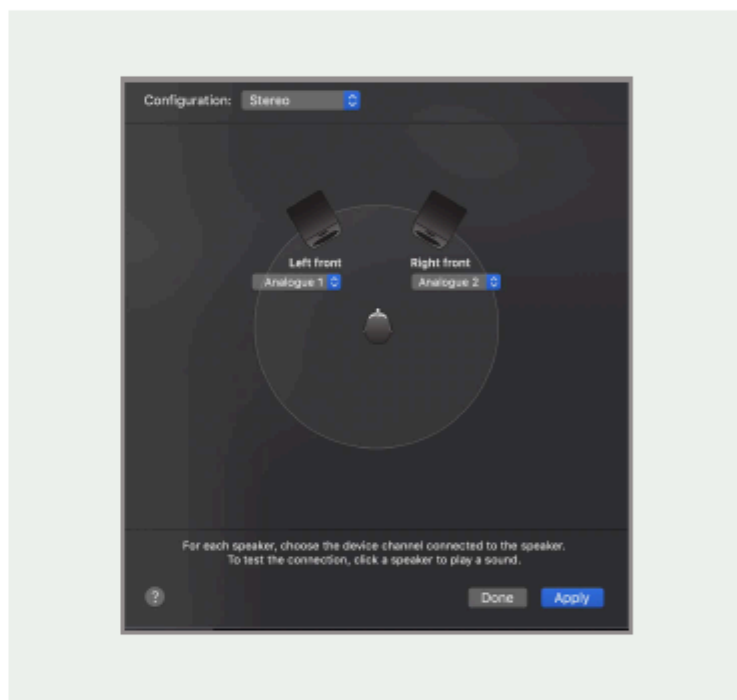 Configuration: Stereo
Left front
Right front
Analogue 1
Analogue 2
For each speaker, choose the device channel connected to the speaker.
To test the connection, click a speaker to play a sound.
?
Done
Apply